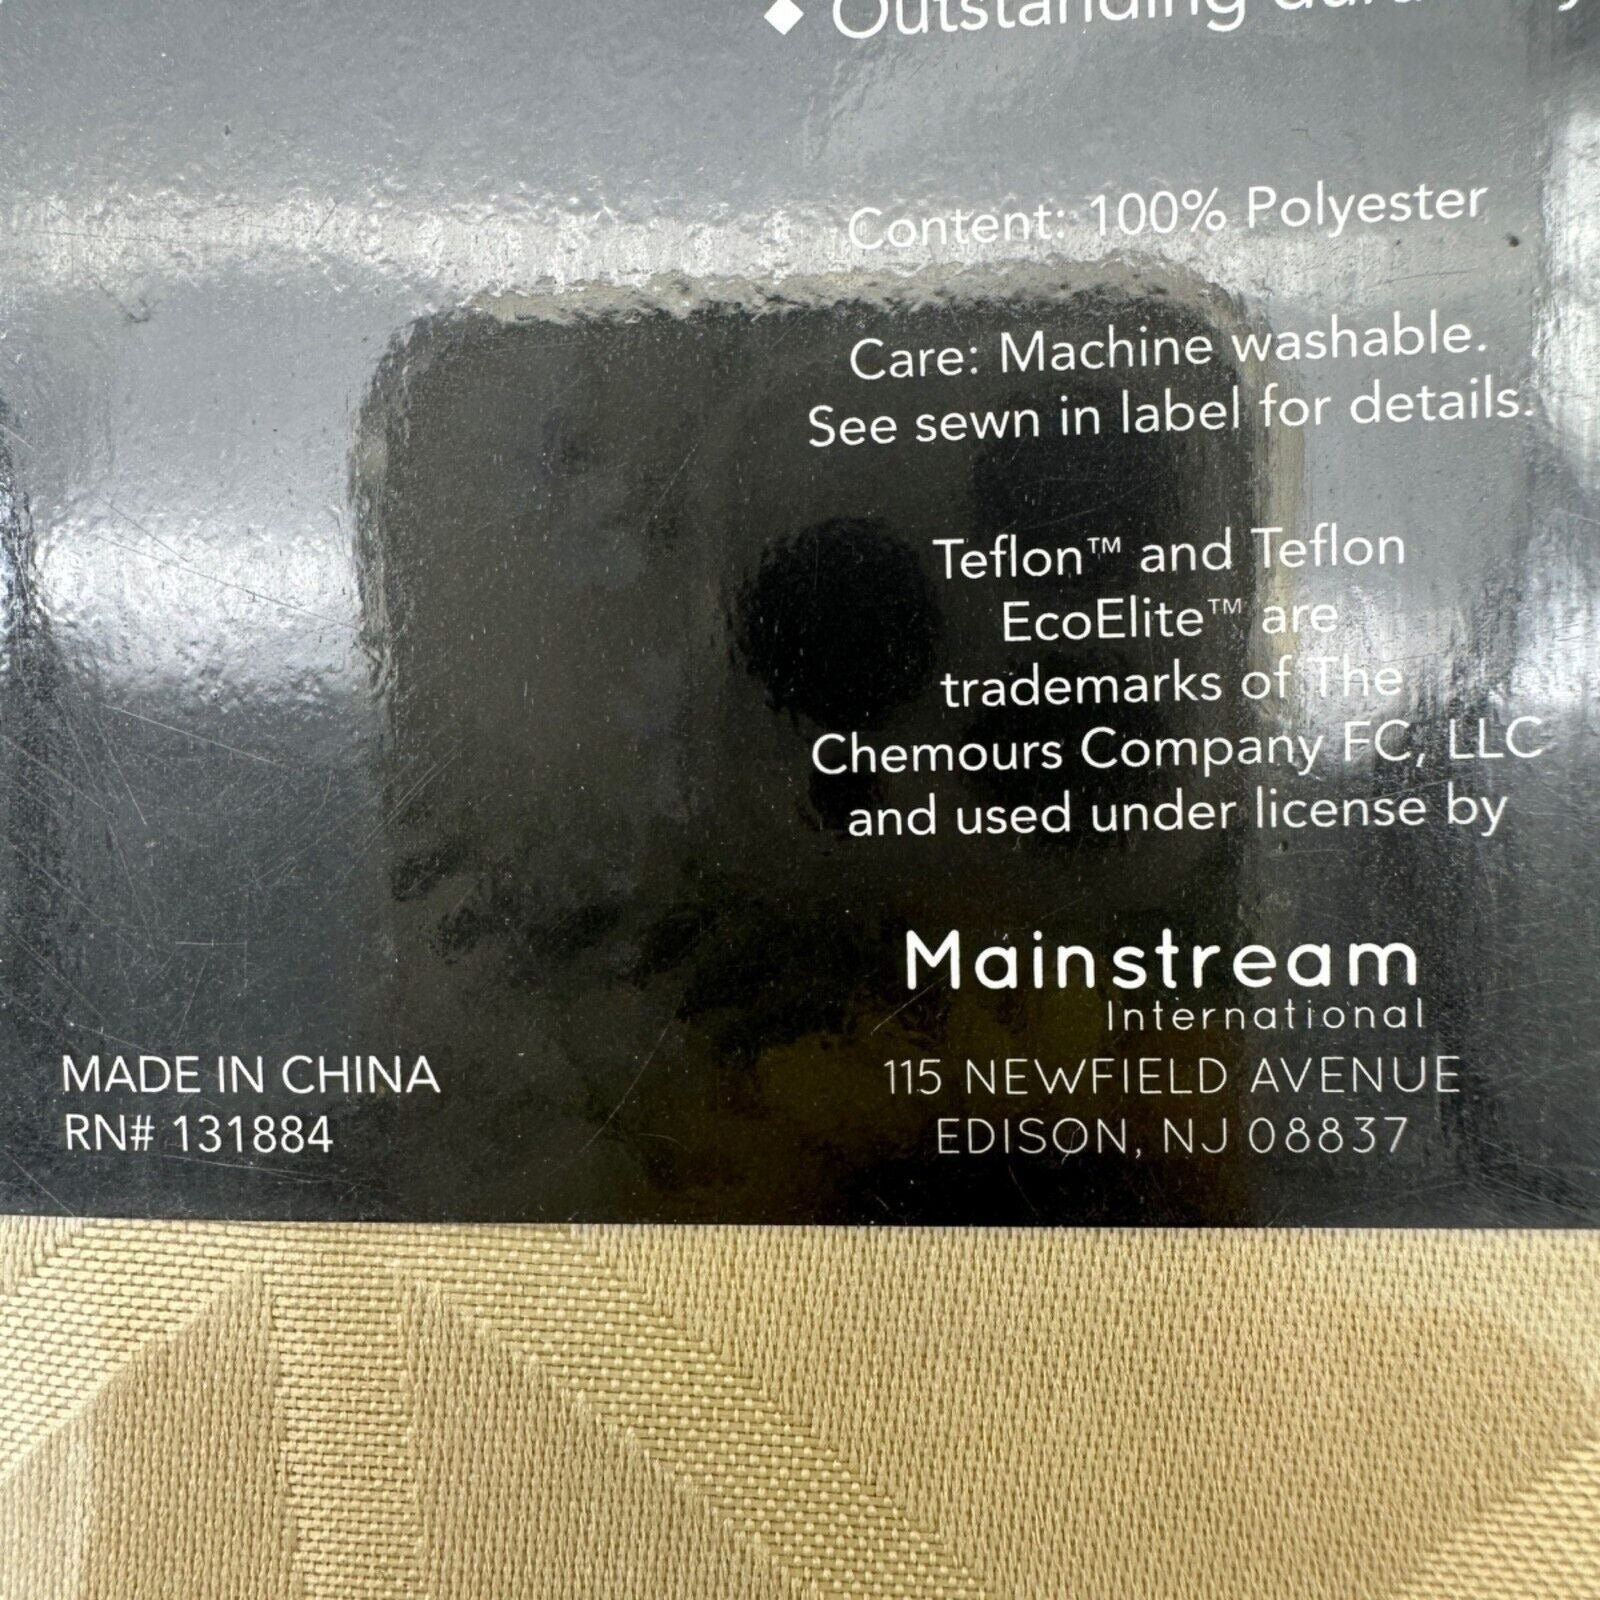 ◆ Outstanding
Content: 100% Polyester
Care: Machine washable.
See sewn in label for details.
Teflon™ and Teflon
EcoElite™ are
trademarks of The
Chemours Company FC, LLC
and used under license by
Mainstream
International
115 NEWFIELD AVENUE
EDISON, NJ 08837
MADE IN CHINA
RN# 131884